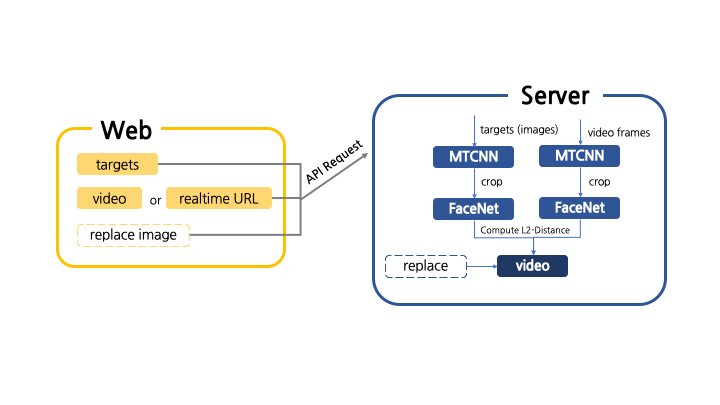 Web
targets
video or realtime URL
replace image
API Request
Server
targets (images)
video frames
MTCNN
MTCNN
crop
crop
FaceNet
FaceNet
Compute L2-Distance
replace
video